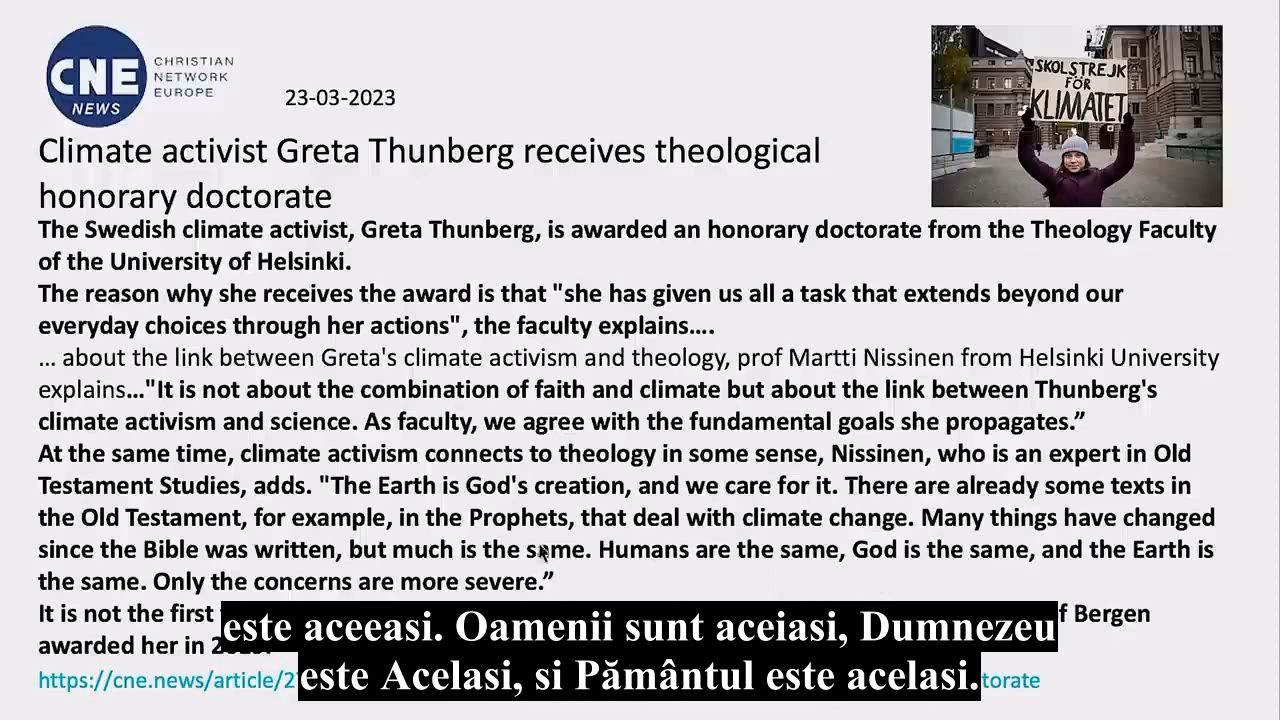 CNE
NEWS
CHRISTIAN
NETWORK
EUROPE
23-03-2023
SKOLSTREJK
FÖR
KLIMATET
Climate activist Greta Thunberg receives theological
honorary doctorate
The Swedish climate activist, Greta Thunberg, is awarded an honorary doctorate from the Theology Faculty
of the University of Helsinki.
The reason why she receives the award is that "she has given us all a task that extends beyond our
everyday choices through her actions", the faculty explains….
… about the link between Greta's climate activism and theology, prof Martti Nissinen from Helsinki University
explains…"It is not about the combination of faith and climate but about the link between Thunberg's
climate activism and science. As faculty, we agree with the fundamental goals she propagates.”
At the same time, climate activism connects to theology in some sense, Nissinen, who is an expert in Old
Testament Studies, adds. "The Earth is God's creation, and we care for it. There are already some texts in
the Old Testament, for example, in the Prophets, that deal with climate change. Many things have changed
since the Bible was written, but much is the same. Humans are the same, God is the same, and the Earth is
the same. Only the concerns are more severe.”
It is not the first f Bergen
awarded her in
https://cne.news/article/2 torate
este aceeasi. Oamenii sunt aceiasi, Dumnezeu
este Acelasi, si Pământul este acelasi.